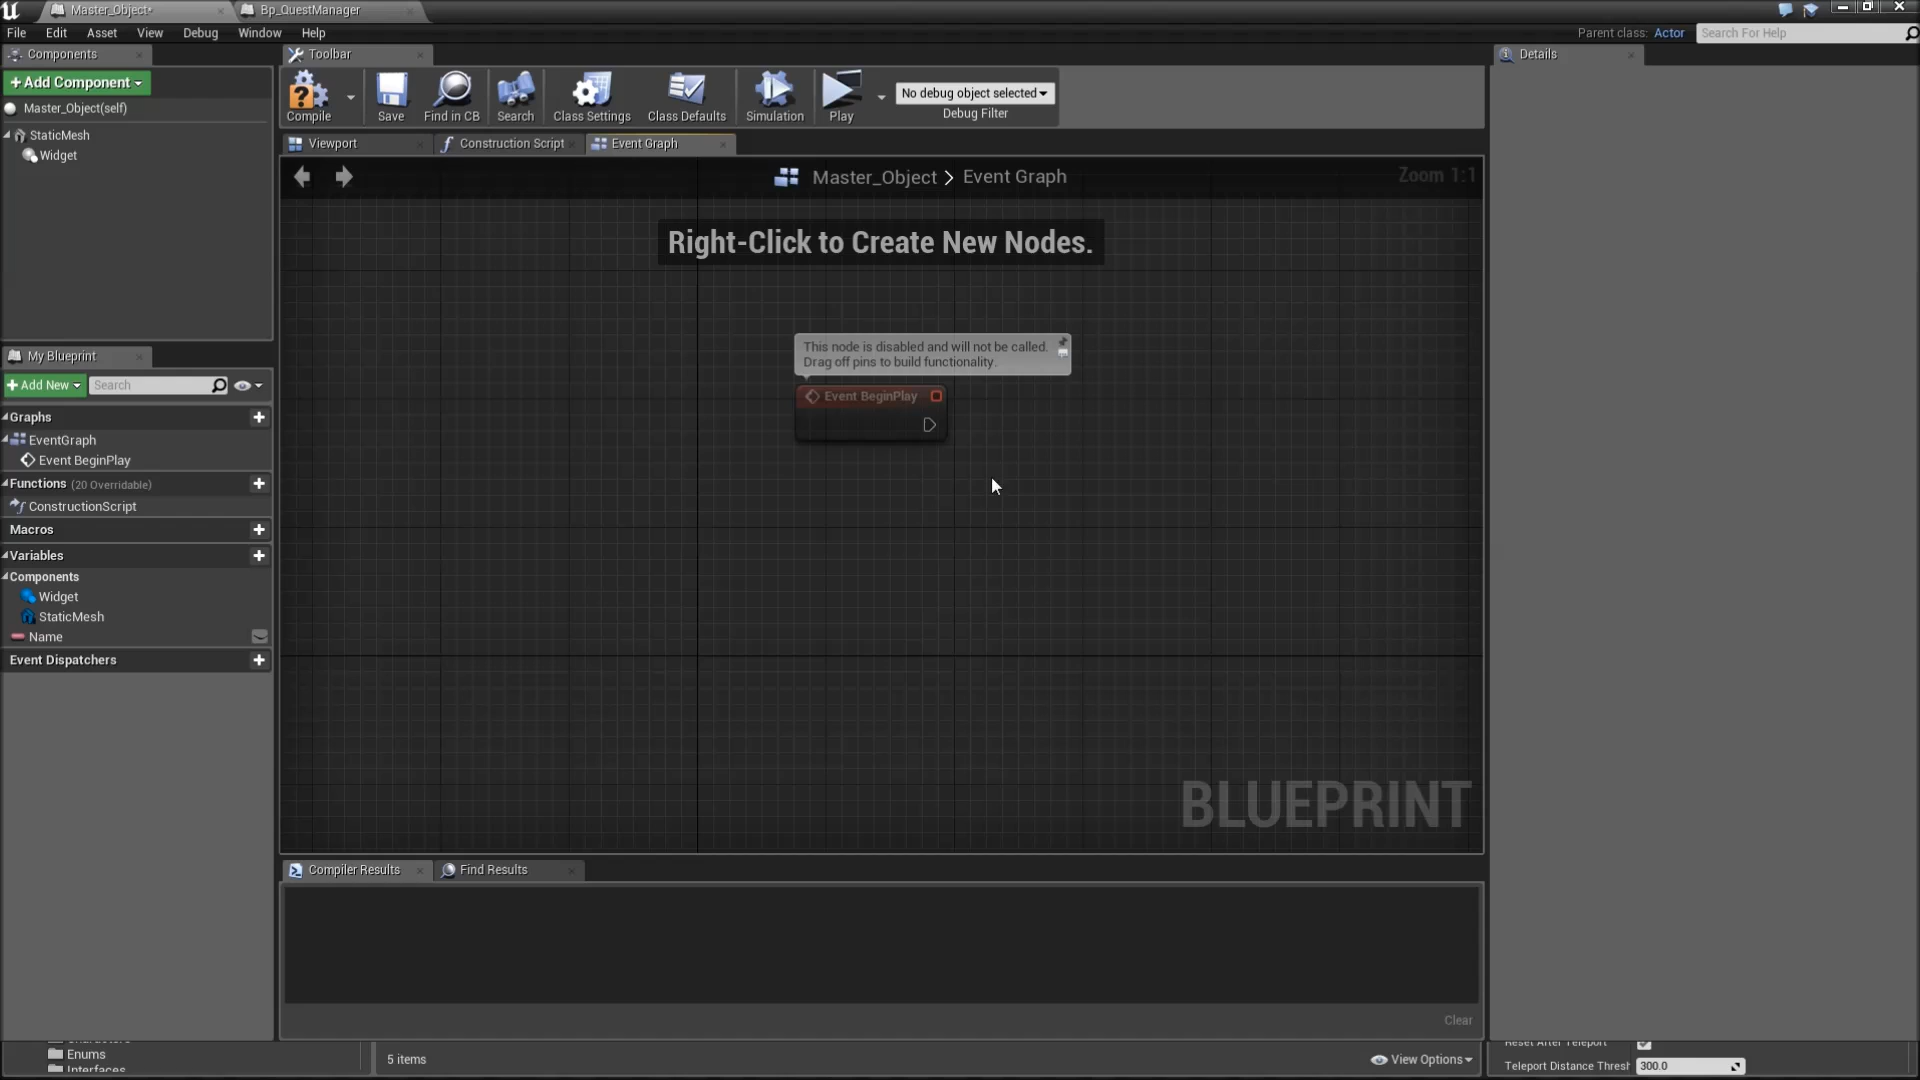 Master_Object*
Bp_QuestManager
File Edit Asset View Debug Window Help
Parent class: Actor
Search For Help
Components
Toolbar
Details
+Add Component
Master_Object(self)
StaticMesh
Widget
Compile
Save
Find in CB
Search
Class Settings
Class Defaults
Simulation
Play
No debug object selected
Debug Filter
Viewport
Construction Script
Event Graph
Master_Object > Event Graph
Zoom 1:1
Right-Click to Create New Nodes.
This node is disabled and will not be called.
Drag off pins to build functionality.
Event BeginPlay
My Blueprint
+Add New
Search
Graphs
EventGraph
Event BeginPlay
Functions (20 Overridable)
ConstructionScript
Macros
Variables
Components
Widget
StaticMesh
Name
Event Dispatchers
BLUEPRINT
Compiler Results
Find Results
Clear
Enums
Interfaces
5 items
View Options
Reset After Teleport
Teleport Distance Thresh
300.0